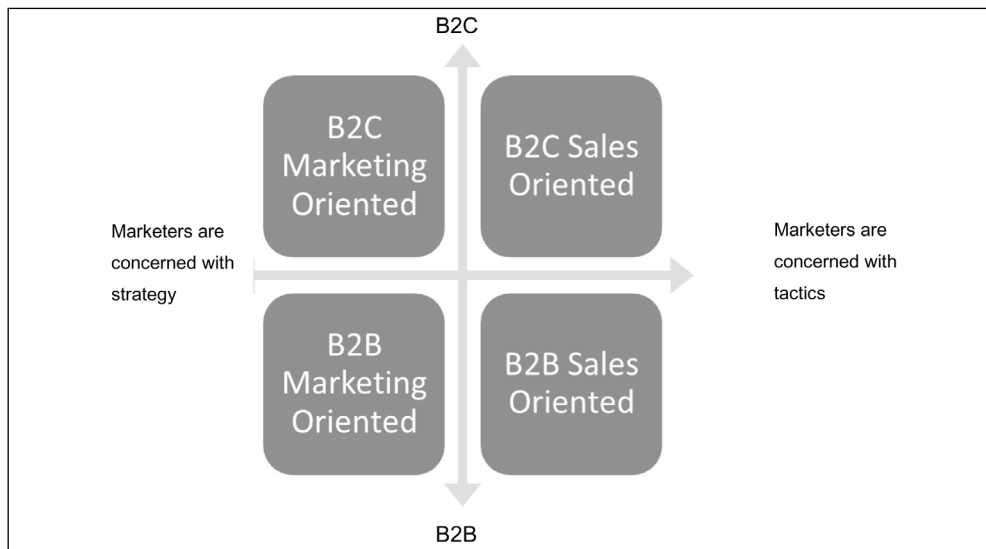 B2C
B2C
Marketing
Oriented
B2C Sales
Oriented
Marketers are
concerned with
strategy
Marketers are
concerned with
tactics
B2B
Marketing
Oriented
B2B Sales
Oriented
B2B